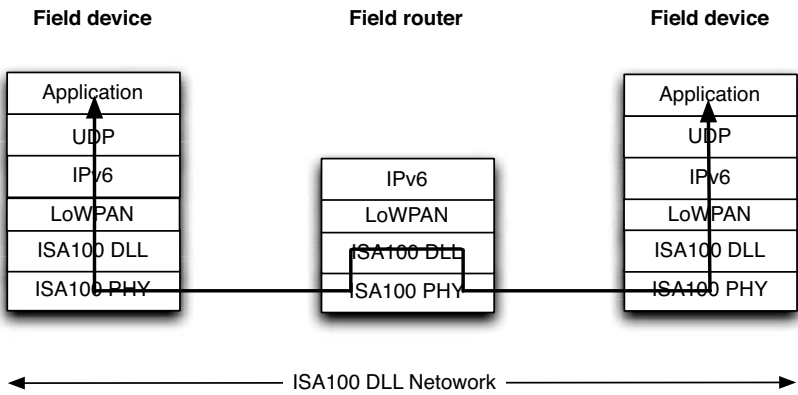 Field device
Field router
Field device
Application
UDP
IPv6
LoWPAN
ISA100 DLL
ISA100 PHY
IPv6
LoWPAN
ISA100 DLL
ISA100 PHY
Application
UDP
IPv6
LoWPAN
ISA100 DLL
ISA100 PHY
ISA100 DLL Netowork